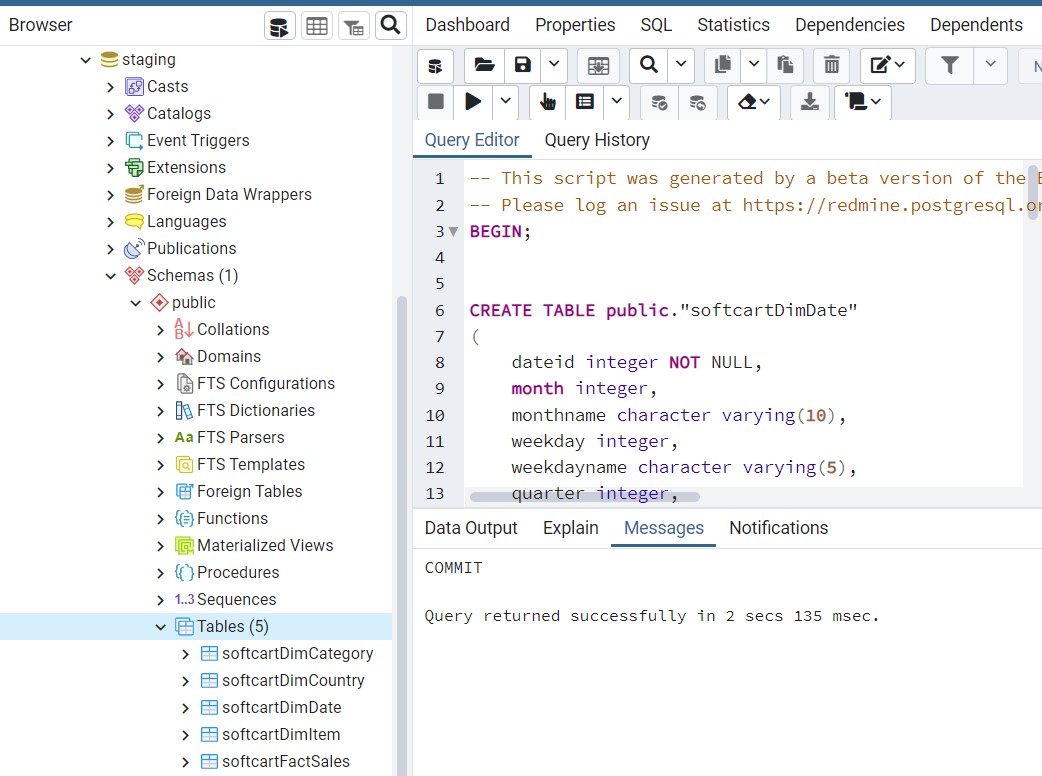 Browser
staging
Casts
Catalogs
Event Triggers
Extensions
Foreign Data Wrappers
Languages
Publications
Schemas (1)
public
Collations
Domains
FTS Configurations
FTS Dictionaries
Aa FTS Parsers
FTS Templates
Foreign Tables
Functions
Materialized Views
Procedures
1..3 Sequences
Tables (5)
softcartDimCategory
softcartDimCountry
softcartDimDate
softcartDimItem
softcartFactSales
Dashboard Properties SQL Statistics Dependencies Dependents
Query Editor Query History
1 -- This script was generated by a beta version of the
2 -- Please log an issue at https://redmine.postgresql.or
3 BEGIN;
4
5
6 CREATE TABLE public."softcartDimDate"
7 (
8 dateid integer NOT NULL,
9 month integer,
10 monthname character varying(10),
11 weekday integer,
12 weekdayname character varying(5),
13 quarter integer,
Data Output Explain Messages Notifications
COMMIT
Query returned successfully in 2 secs 135 msec.